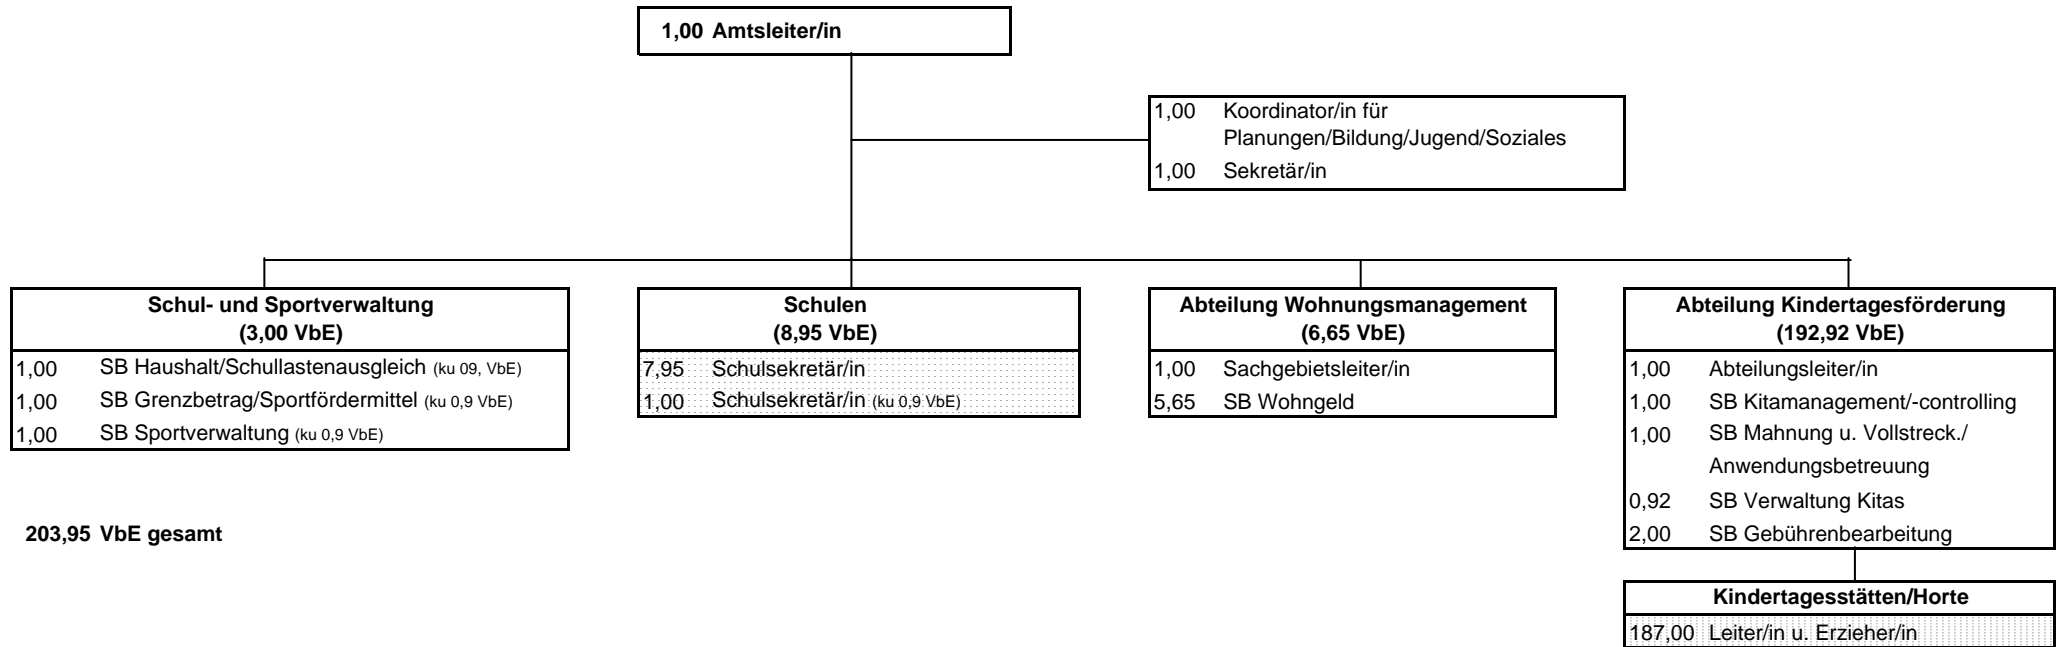 1,00 Amtsleiter/in
1,00 Koordinator/in für
Planungen/Bildung/Jugend/Soziales
1,00 Sekretär/in
Schul- und Sportverwaltung
(3,00 VbE)
1,00 SB Haushalt/Schullastenausgleich (ku 09, VbE)
1,00 SB Grenzbetrag/Sportfördermittel (ku 0,9 VbE)
1,00 SB Sportverwaltung (ku 0,9 VbE)
Schulen
(8,95 VbE)
7,95 Schulsekretär/in
1,00 Schulsekretär/in (ku 0,9 VbE)
Abteilung Wohnungsmanagement
(6,65 VbE)
1,00 Sachgebietsleiter/in
5,65 SB Wohngeld
Abteilung Kindertagesförderung
(192,92 VbE)
1,00 Abteilungsleiter/in
1,00 SB Kitamanagement/-controlling
1,00 SB Mahnung u. Vollstreck./
Anwendungsbetreuung
0,92 SB Verwaltung Kitas
2,00 SB Gebührenbearbeitung
Kindertagesstätten/Horte
187,00 Leiter/in u. Erzieher/in
203,95 VbE gesamt